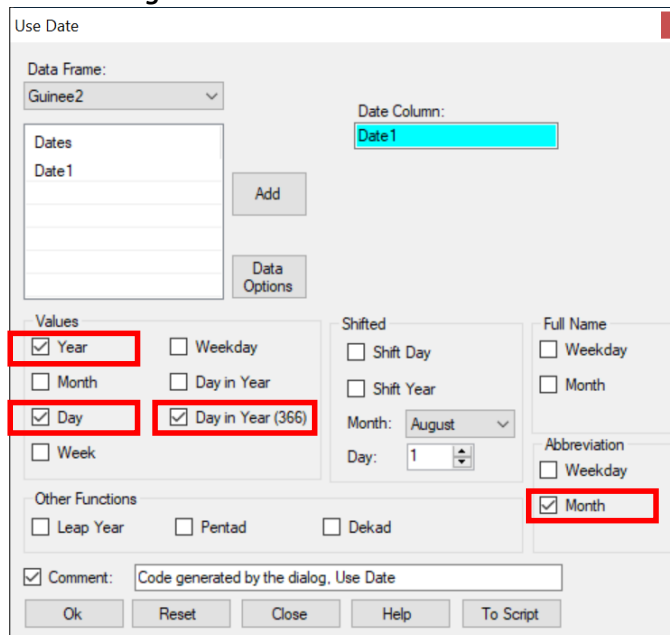 Use Date
Data Frame:
Guinee2
Date Column:
Date1
Dates
Date1
Add
Data
Options
Values
Year
Weekday
Month
Day in Year
Day
Day in Year (366)
Week
Shifted
Shift Day
Shift Year
Month: August
Day: 1
Full Name
Weekday
Month
Abbreviation
Weekday
Month
Other Functions
Leap Year
Pentad
Dekad
Comment: Code generated by the dialog, Use Date
Ok
Reset
Close
Help
To Script